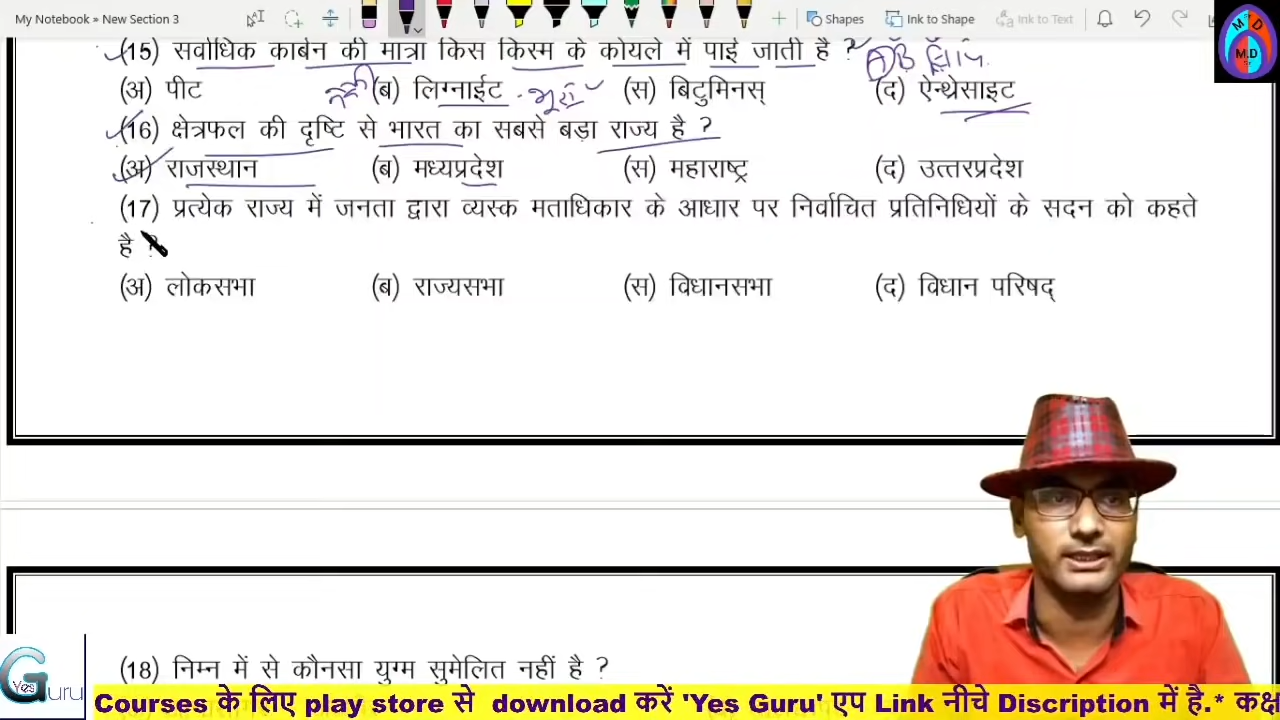 My Notebook » New Section 3
Shapes
Ink to Shape
Ink to Text
M.D
(15) सर्वाधिक कार्बन की मात्रा किस किस्म के कोयले में पाई जाती है ?
(अ) पीट (ब) लिग्नाईट - भूरा (स) बिटुमिनस् (द) ऐन्थ्रेसाइट
(16) क्षेत्रफल की दृष्टि से भारत का सबसे बड़ा राज्य है ?
(अ) राजस्थान (ब) मध्यप्रदेश (स) महाराष्ट्र (द) उत्तरप्रदेश
(17) प्रत्येक राज्य में जनता द्वारा व्यस्क मताधिकार के आधार पर निर्वाचित प्रतिनिधियों के सदन को कहते
है ?
(अ) लोकसभा (ब) राज्यसभा (स) विधानसभा (द) विधान परिषद्
(18) निम्न में से कौनसा युग्म सुमेलित नहीं है ?
Yes Guru
Courses के लिए play store से download करें 'Yes Guru' एप Link नीचे Discription में है.* कक्ष